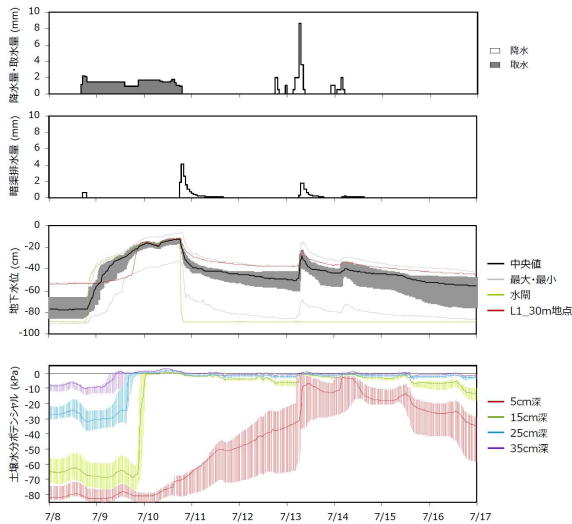 降水量・取水量 (mm)
10
8
6
4
2
0
降水
取水
暗渠排水量 (mm)
10
8
6
4
2
0
地下水位 (cm)
0
-20
-40
-60
-80
-100
中央値
最大・最小
水閘
L1_30m地点
土壌水分ポテンシャル (kPa)
0
-10
-20
-30
-40
-50
-60
-70
-80
5cm深
15cm深
25cm深
35cm深
7/8 7/9 7/10 7/11 7/12 7/13 7/14 7/15 7/16 7/17